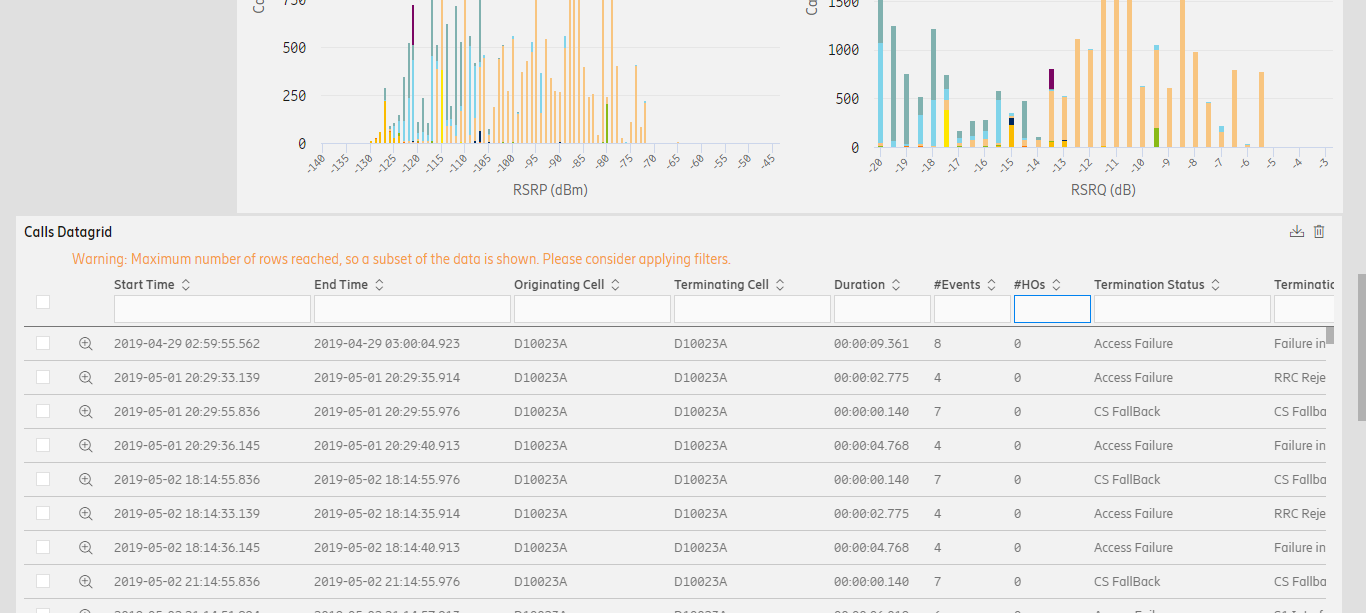 750
500
250
0
-140 -135 -130 -125 -120 -115 -110 -105 -100 -95 -90 -85 -80 -75 -70 -65 -60 -55 -50 -45
RSRP (dBm)
1500
1000
500
0
-20 -19 -18 -17 -16 -15 -14 -13 -12 -11 -10 -9 -8 -7 -6 -5 -4 -3
RSRQ (dB)
Calls Datagrid
Warning: Maximum number of rows reached, so a subset of the data is shown. Please consider applying filters.
Start Time End Time Originating Cell Terminating Cell Duration #Events #HOs Termination Status Terminatio
2019-04-29 02:59:55.562 2019-04-29 03:00:04.923 D10023A D10023A 00:00:09.361 8 0 Access Failure Failure in
2019-05-01 20:29:33.139 2019-05-01 20:29:35.914 D10023A D10023A 00:00:02.775 4 0 Access Failure RRC Reje
2019-05-01 20:29:55.836 2019-05-01 20:29:55.976 D10023A D10023A 00:00:00.140 7 0 CS FallBack CS Fallba
2019-05-01 20:29:36.145 2019-05-01 20:29:40.913 D10023A D10023A 00:00:04.768 4 0 Access Failure Failure in
2019-05-02 18:14:55.836 2019-05-02 18:14:55.976 D10023A D10023A 00:00:00.140 7 0 CS FallBack CS Fallba
2019-05-02 18:14:33.139 2019-05-02 18:14:35.914 D10023A D10023A 00:00:02.775 4 0 Access Failure RRC Reje
2019-05-02 18:14:36.145 2019-05-02 18:14:40.913 D10023A D10023A 00:00:04.768 4 0 Access Failure Failure in
2019-05-02 21:14:55.836 2019-05-02 21:14:55.976 D10023A D10023A 00:00:00.140 7 0 CS FallBack CS Fallba